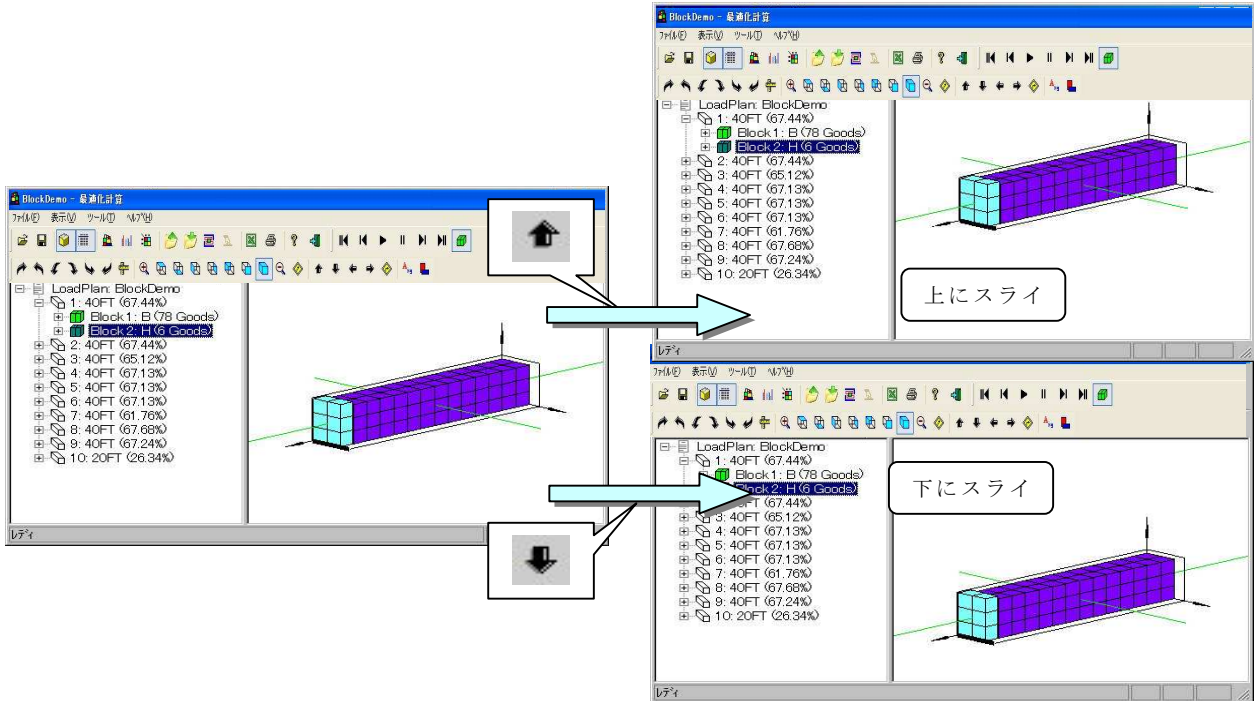 BlockDemo - 最適化計算
ﾌｧｲﾙ(F) 表示(V) ﾂｰﾙ(T) ﾍﾙﾌﾟ(H)
LoadPlan: BlockDemo
1: 40FT (67.44%)
Block 1: B (78 Goods)
Block 2: H (6 Goods)
2: 40FT (67.44%)
3: 40FT (65.12%)
4: 40FT (67.13%)
5: 40FT (67.13%)
6: 40FT (67.13%)
7: 40FT (61.76%)
8: 40FT (67.68%)
9: 40FT (67.24%)
10: 20FT (26.34%)
ﾚﾃﾞｨ
BlockDemo - 最適化計算
ﾌｧｲﾙ(F) 表示(V) ﾂｰﾙ(T) ﾍﾙﾌﾟ(H)
LoadPlan: BlockDemo
1: 40FT (67.44%)
Block 1: B (78 Goods)
Block 2: H (6 Goods)
2: 40FT (67.44%)
3: 40FT (65.12%)
4: 40FT (67.13%)
5: 40FT (67.13%)
6: 40FT (67.13%)
7: 40FT (61.76%)
8: 40FT (67.68%)
9: 40FT (67.24%)
10: 20FT (26.34%)
上にスライ
ﾚﾃﾞｨ
ﾌｧｲﾙ(F) 表示(V) ﾂｰﾙ(T) ﾍﾙﾌﾟ(H)
LoadPlan: BlockDemo
1: 40FT (67.44%)
Block 1: B (78 Goods)
Block 2: H (6 Goods)
67.44%)
3: 40FT (65.12%)
4: 40FT (67.13%)
5: 40FT (67.13%)
6: 40FT (67.13%)
7: 40FT (61.76%)
8: 40FT (67.68%)
9: 40FT (67.24%)
10: 20FT (26.34%)
下にスライ
ﾚﾃﾞｨ